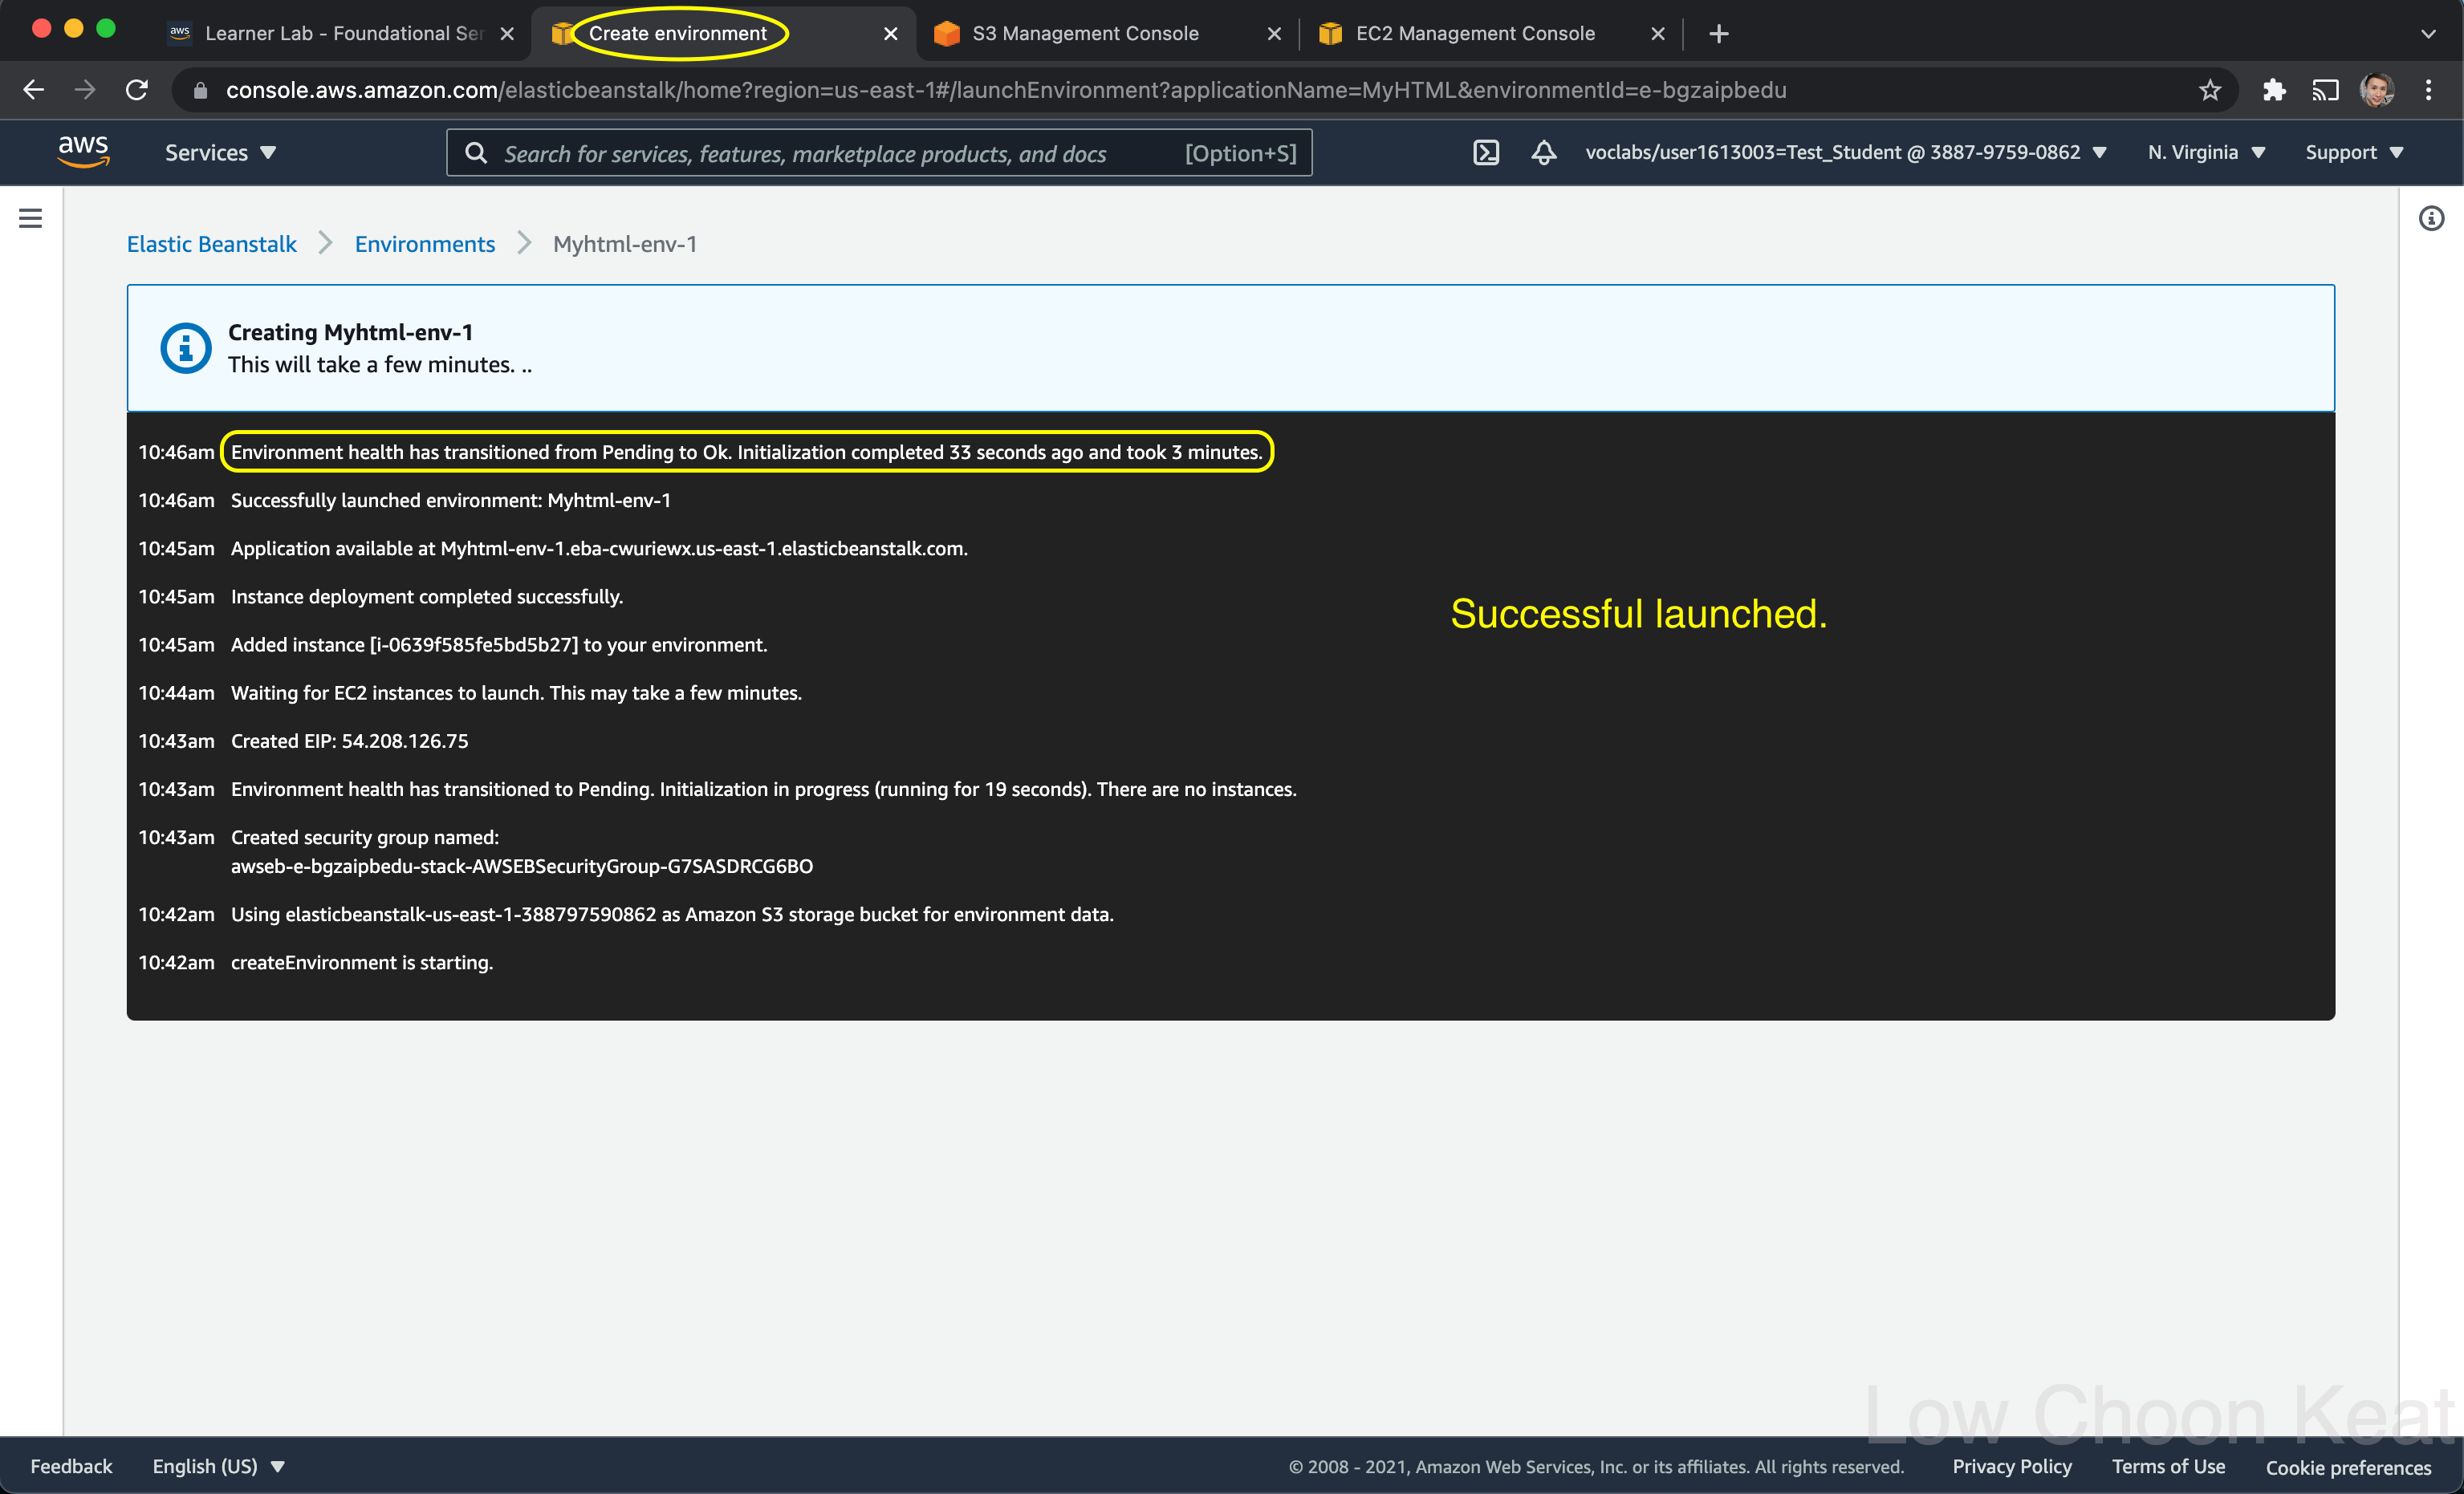 aws Learner Lab - Foundational Ser
Create environment
S3 Management Console
EC2 Management Console
console.aws.amazon.com/elasticbeanstalk/home?region=us-east-1#/launchEnvironment?applicationName=MyHTML&environmentId=e-bgzaipbedu
aws Services Search for services, features, marketplace products, and docs [Option+S] voclabs/user1613003=Test_Student @ 3887-9759-0862 N. Virginia Support
Elastic Beanstalk Environments Myhtml-env-1
Creating Myhtml-env-1
This will take a few minutes. ..
10:46am Environment health has transitioned from Pending to Ok. Initialization completed 33 seconds ago and took 3 minutes.
10:46am Successfully launched environment: Myhtml-env-1
10:45am Application available at Myhtml-env-1.eba-cwuriewx.us-east-1.elasticbeanstalk.com.
10:45am Instance deployment completed successfully.
Successful launched.
10:45am Added instance [i-0639f585fe5bd5b27] to your environment.
10:44am Waiting for EC2 instances to launch. This may take a few minutes.
10:43am Created EIP: 54.208.126.75
10:43am Environment health has transitioned to Pending. Initialization in progress (running for 19 seconds). There are no instances.
10:43am Created security group named:
awseb-e-bgzaipbedu-stack-AWSEBSecurityGroup-G7SASDRCG6BO
10:42am Using elasticbeanstalk-us-east-1-388797590862 as Amazon S3 storage bucket for environment data.
10:42am createEnvironment is starting.
Low Choon Keat
Feedback English (US) © 2008 - 2021, Amazon Web Services, Inc. or its affiliates. All rights reserved. Privacy Policy Terms of Use Cookie preferences